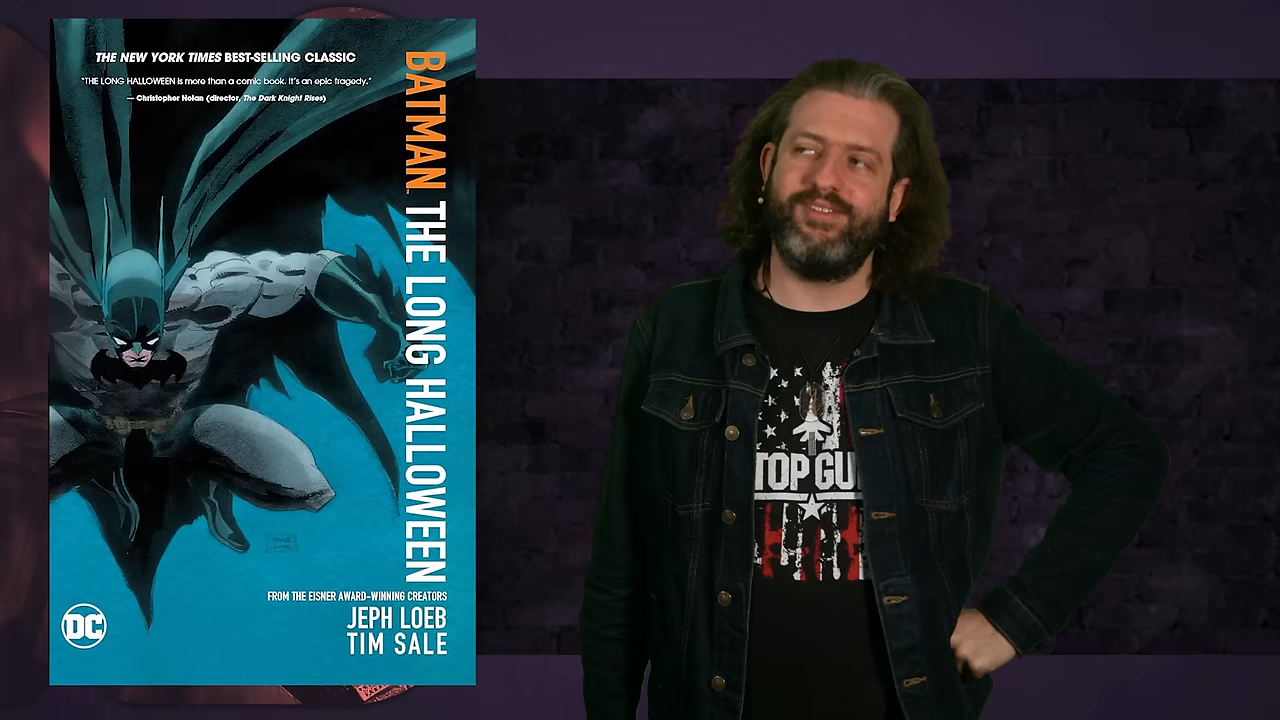 THE NEW YORK TIMES BEST-SELLING CLASSIC
"THE LONG HALLOWEEN is more than a comic book. It's an epic tragedy."
— Christopher Nolan (director, The Dark Knight Rises)
BATMAN™ THE LONG HALLOWEEN
FROM THE EISNER AWARD-WINNING CREATORS
JEPH LOEB
TIM SALE
DC
TOP GU